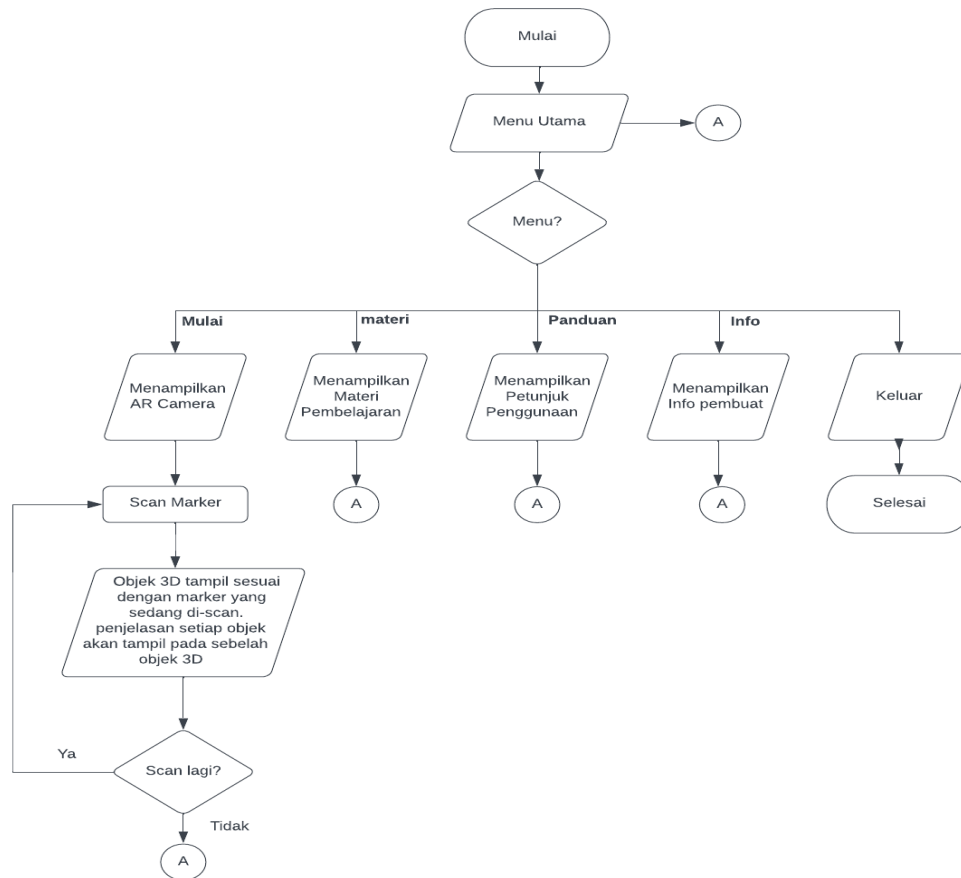 Mulai
Menu Utama
A
Menu?
Mulai
materi
Panduan
Info
Menampilkan
AR Camera
Menampilkan
Materi
Pembelajaran
Menampilkan
Petunjuk
Penggunaan
Menampilkan
Info pembuat
Keluar
Scan Marker
A
A
A
Selesai
Objek 3D tampil sesuai
dengan marker yang
sedang di-scan.
penjelasan setiap objek
akan tampil pada sebelah
objek 3D
Ya
Scan lagi?
Tidak
A